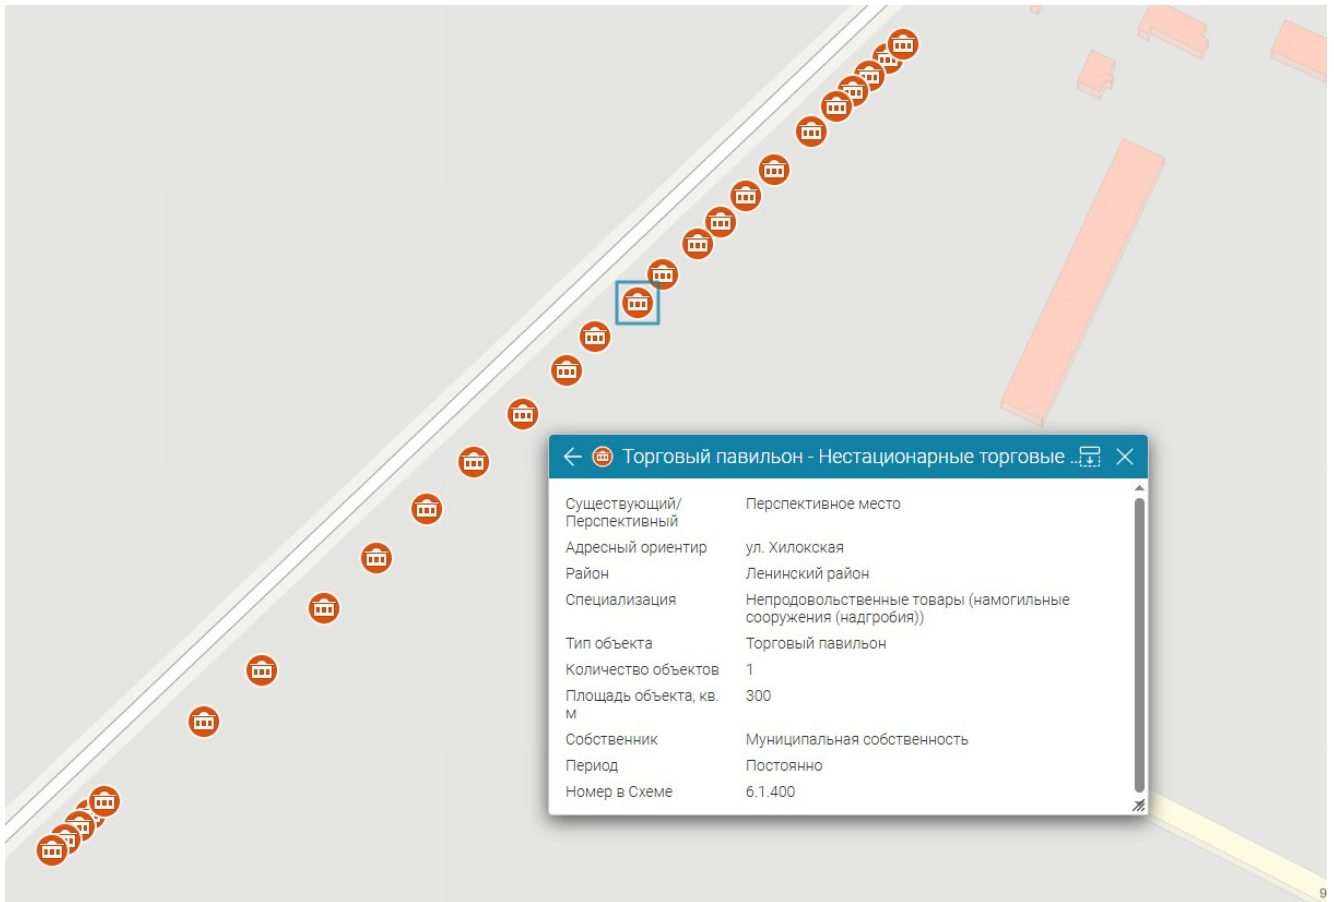 Торговый павильон - Нестационарные торговые ...
Существующий/ Перспективное место
Перспективный
Адресный ориентир ул. Хилокская
Район Ленинский район
Специализация Непродовольственные товары (намогильные
сооружения (надгробия))
Тип объекта Торговый павильон
Количество объектов 1
Площадь объекта, кв. 300
м
Собственник Муниципальная собственность
Период Постоянно
Номер в Схеме 6.1.400
9